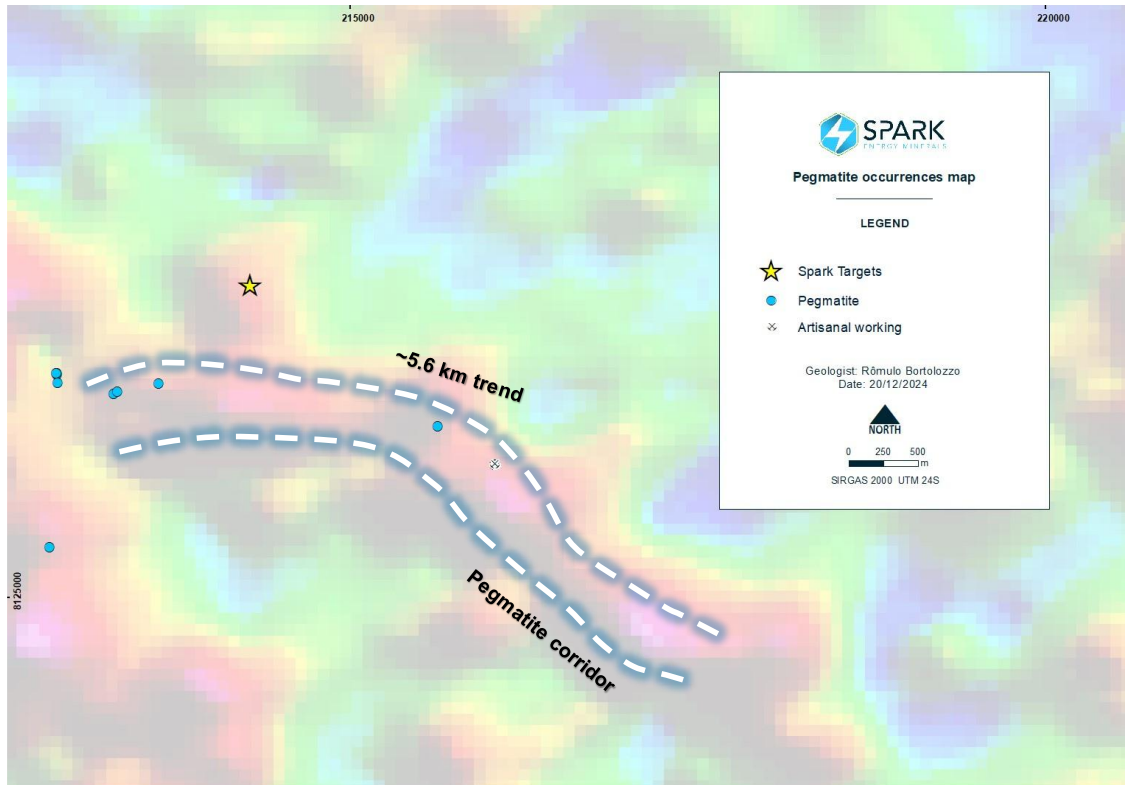 215000
220000
SPARK
ENERGY MINERALS
Pegmatite occurrences map
LEGEND
Spark Targets
Pegmatite
Artisanal working
Geologist: Rômulo Bortolozzo
Date: 20/12/2024
NORTH
0 250 500
m
SIRGAS 2000 UTM 24S
~5.6 km trend
Pegmatite corridor
8125000